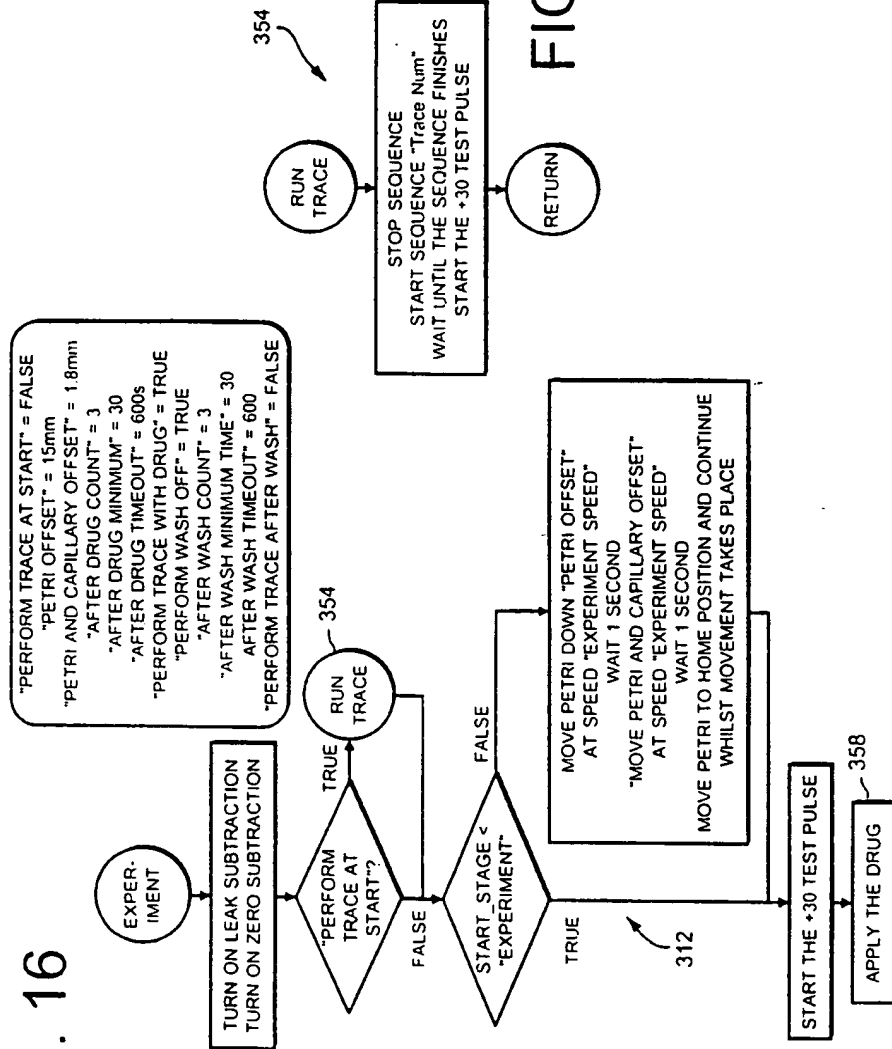 . 16
"PERFORM TRACE AT START" = FALSE
"PETRI OFFSET" = 15mm
"PETRI AND CAPILLARY OFFSET" = 1.8mm
"AFTER DRUG COUNT" = 3
"AFTER DRUG MINIMUM" = 30
"AFTER DRUG TIMEOUT" = 600s
"PERFORM TRACE WITH DRUG" = TRUE
"PERFORM WASH OFF" = TRUE
"AFTER WASH COUNT" = 3
"AFTER WASH MINIMUM TIME" = 30
AFTER WASH TIMEOUT" = 600
"PERFORM TRACE AFTER WASH" = FALSE
EXPER-
IMENT
TURN ON LEAK SUBTRACTION
TURN ON ZERO SUBTRACTION
"PERFORM
TRACE AT
START"?
TRUE
RUN
TRACE
354
FALSE
START_STAGE <
"EXPERIMENT"
FALSE
TRUE
312
MOVE PETRI DOWN "PETRI OFFSET"
AT SPEED "EXPERIMENT SPEED"
WAIT 1 SECOND
"MOVE PETRI AND CAPILLARY OFFSET"
AT SPEED "EXPERIMENT SPEED"
WAIT 1 SECOND
MOVE PETRI TO HOME POSITION AND CONTINUE
WHILST MOVEMENT TAKES PLACE
START THE +30 TEST PULSE
APPLY THE DRUG
358
354
RUN
TRACE
STOP SEQUENCE
START SEQUENCE "Trace Num"
WAIT UNTIL THE SEQUENCE FINISHES
START THE +30 TEST PULSE
RETURN
FIG